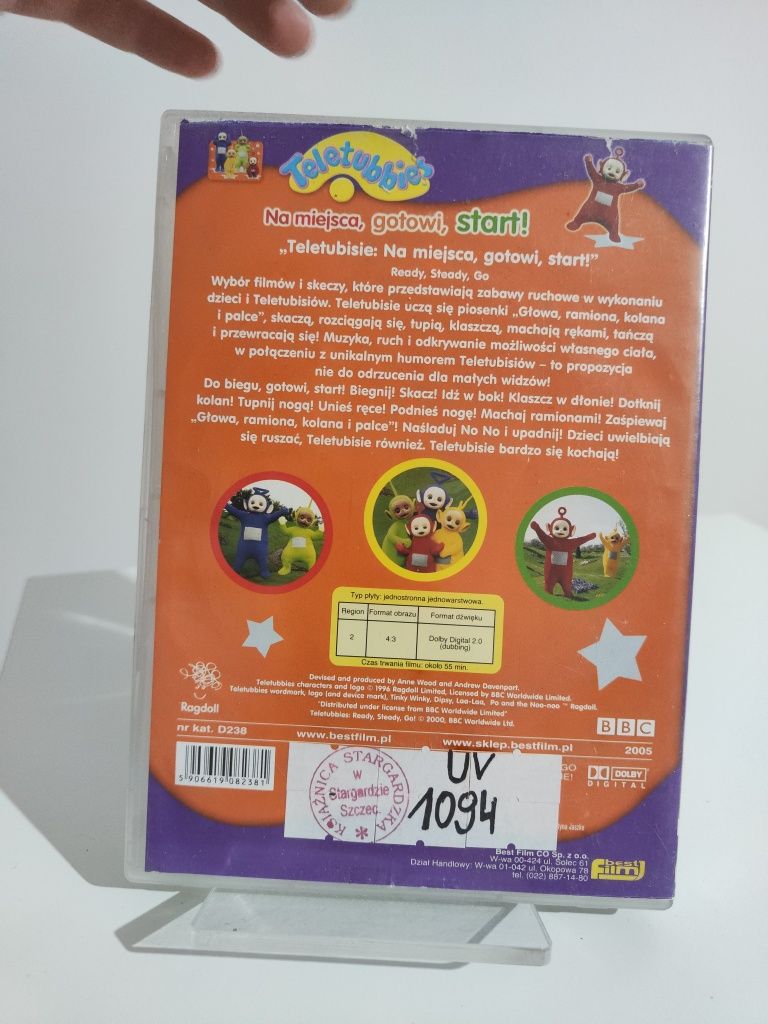 Teletubbies
Na miejsca, gotowi, start!
„Teletubisie: Na miejsca, gotowi, start!”
Ready, Steady, Go
Wybór filmów i skeczy, które przedstawiają zabawy ruchowe w wykonaniu
dzieci i Teletubisiów. Teletubisie uczą się piosenki „Głowa, ramiona, kolana
i palce”, skaczą, rozciągają się, tupią, klaszczą, machają rękami, tańczą
i przewracają się! Muzyka, ruch i odkrywanie możliwości własnego ciała,
w połączeniu z unikalnym humorem Teletubisiów – to propozycja
nie do odrzucenia dla małych widzów!
Do biegu, gotowi, start! Biegnij! Skacz! Idź w bok! Klaszcz w dłonie! Dotknij
kolan! Tupnij nogą! Unieś ręce! Podnieś nogę! Machaj ramionami! Zaśpiewaj
„Głowa, ramiona, kolana i palce”! Naśladuj No No i upadnij! Dzieci uwielbiają
się ruszać, Teletubisie również. Teletubisie bardzo się kochają!
Typ płyty: jednostronna jednowarstwowa.
Region Format obrazu Format dźwięku
2 4:3 Dolby Digital 2.0
(dubbing)
Czas trwania filmu: około 55 min.
Ragdoll
Devised and produced by Anne Wood and Andrew Davenport.
Teletubbies characters and logo © 1996 Ragdoll Limited, Licensed by BBC Worldwide Limited.
Teletubbies wordmark, logo (and device mark), Tinky Winky, Dipsy, Laa-Laa, Po and the Noo-noo ™ Ragdoll.
"Distributed under license from BBC Worldwide Limited"
Teletubbies: Ready, Steady, Go! © 2000, BBC Worldwide Ltd.
BBC
nr kat. D238 www.bestfilm.pl www.sklep.bestfilm.pl 2005
5 906619 082381
KSIĄŻNICA STARGARDZKA
w
Stargardzie
Szczec.
UV
1094
DOLBY
DIGITAL
Best Film CO Sp. z o.o.
W-wa 00-424 ul. Solec 61
Dział Handlowy: W-wa 01-042 ul. Okopowa 78
tel. (022) 887-14-80
best
film